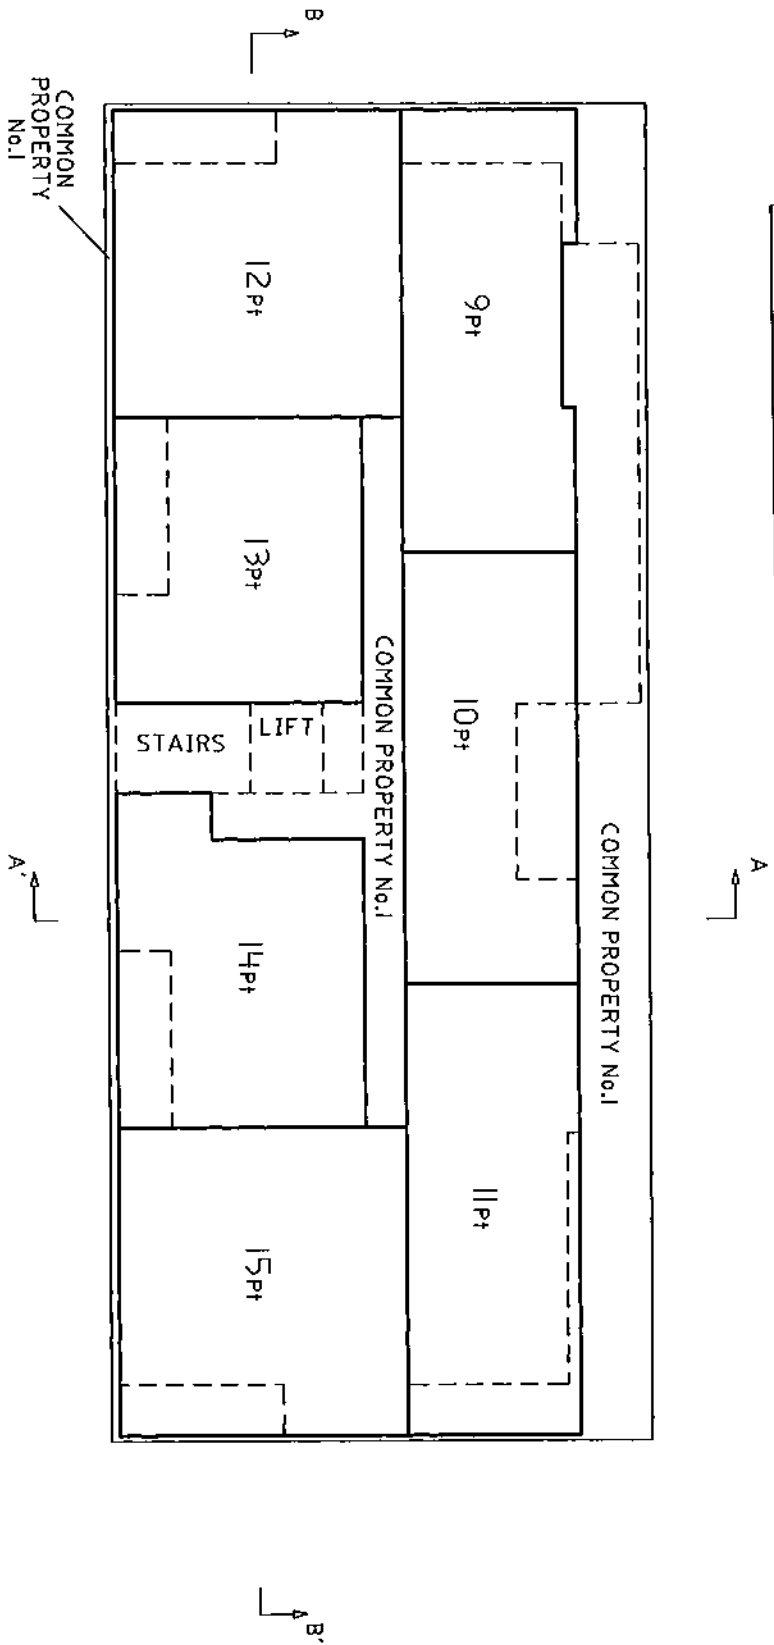 B
COMMON
PROPERTY
No.1
12Pt
9Pt
13Pt
COMMON PROPERTY No.1
10Pt
STAIRS
LIFT
COMMON PROPERTY No.1
A'
A
14Pt
11Pt
15Pt
B'